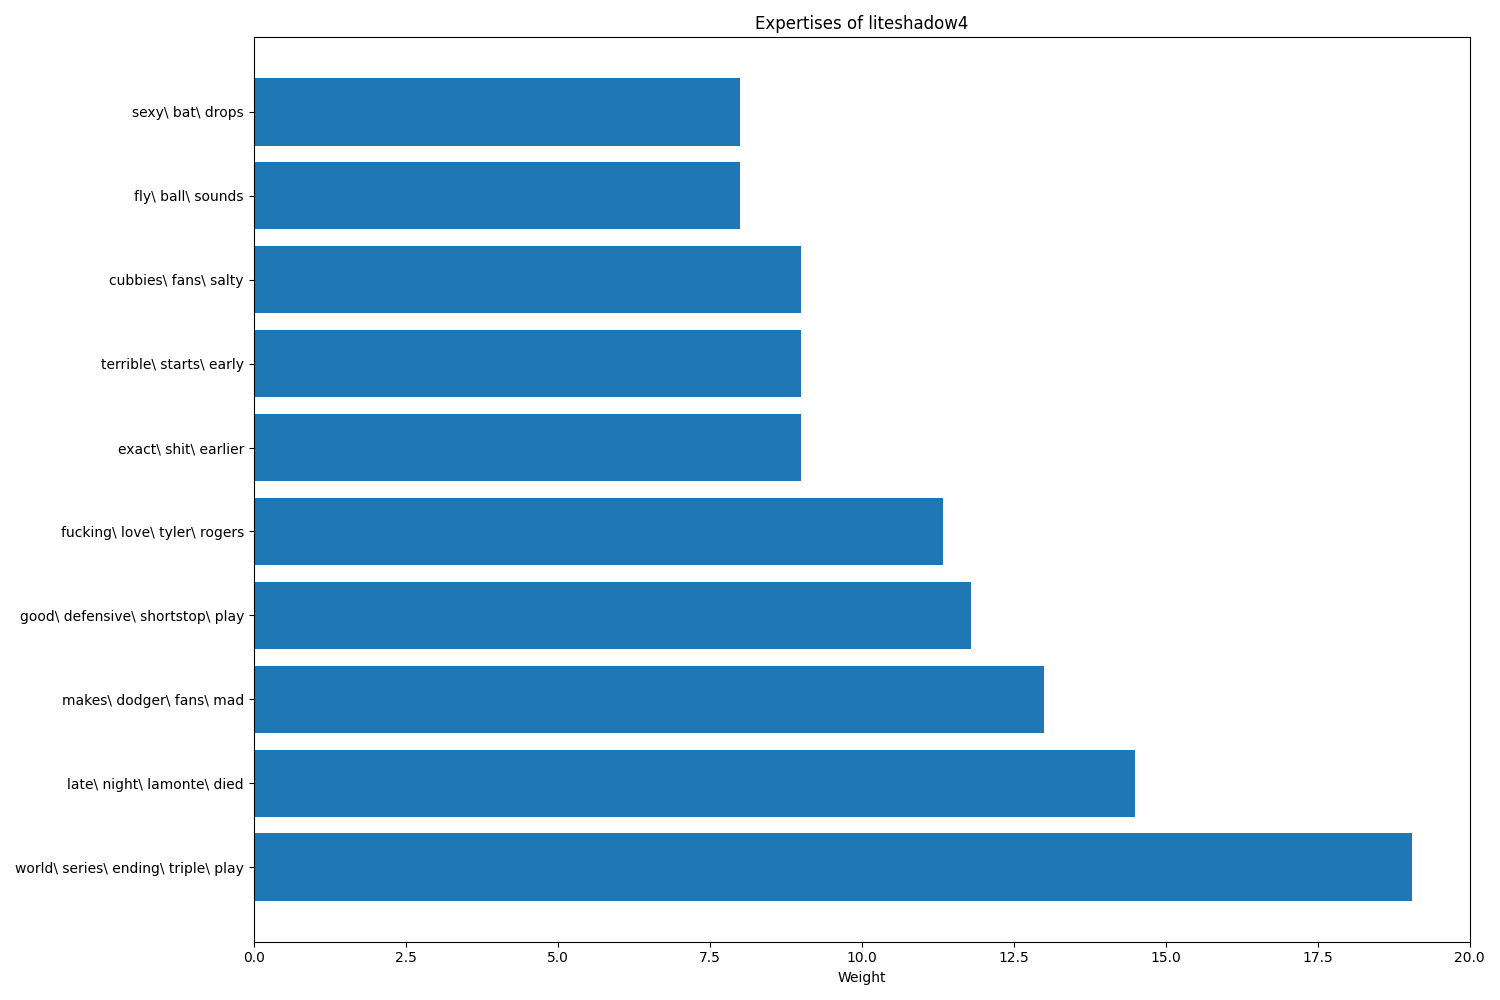 Expertises of liteshadow4
sexy\ bat\ drops
fly\ ball\ sounds
cubbies\ fans\ salty
terrible\ starts\ early
exact\ shit\ earlier
fucking\ love\ tyler\ rogers
good\ defensive\ shortstop\ play
makes\ dodger\ fans\ mad
late\ night\ lamonte\ died
world\ series\ ending\ triple\ play
0.0 2.5 5.0 7.5 10.0 12.5 15.0 17.5 20.0
Weight